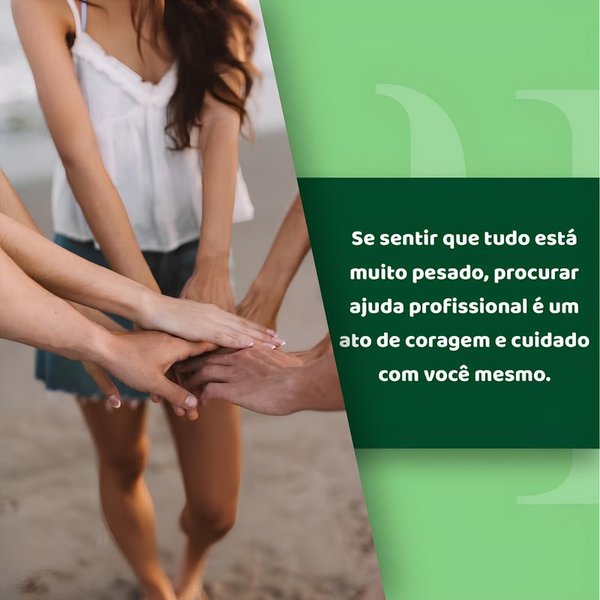 Se sentir que tudo está
muito pesado, procurar
ajuda profissional é um
ato de coragem e cuidado
com você mesmo.